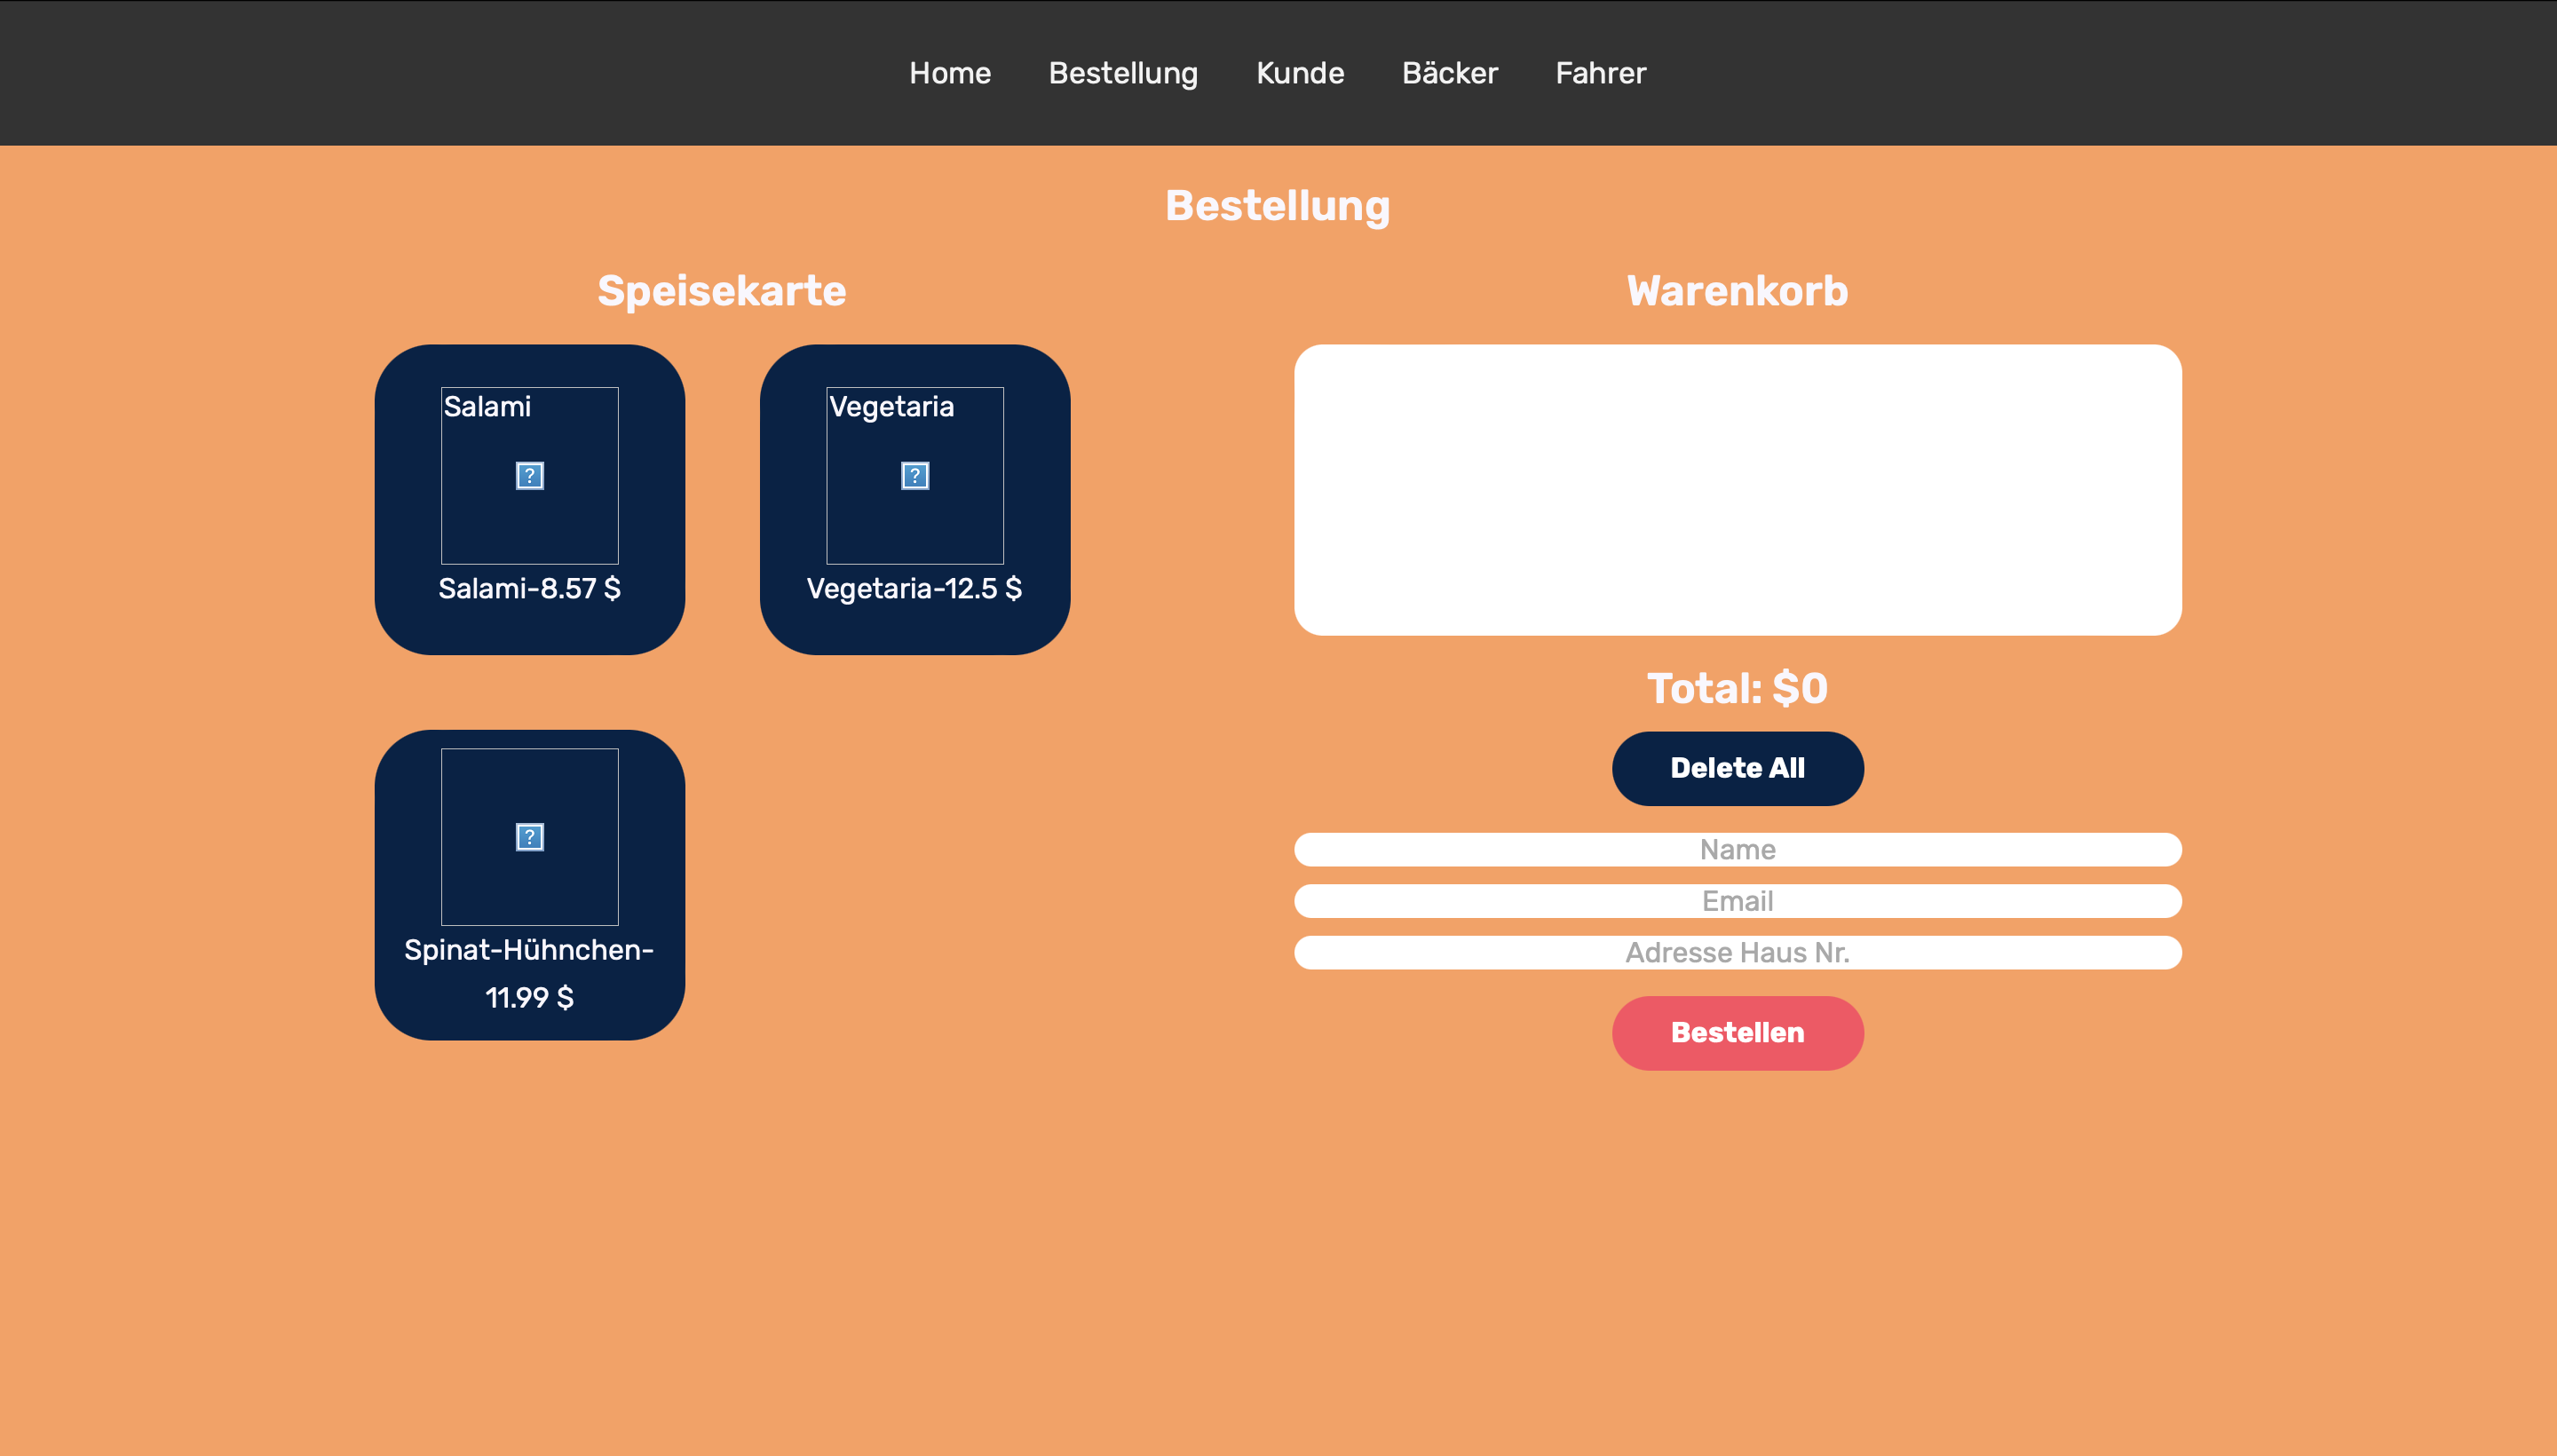 Home Bestellung Kunde Bäcker Fahrer
Bestellung
Speisekarte
Salami
?
Salami-8.57 $
Vegetaria
?
Vegetaria-12.5 $
?
Spinat-Hühnchen-
11.99 $
Warenkorb
Total: $0
Delete All
Name
Email
Adresse Haus Nr.
Bestellen